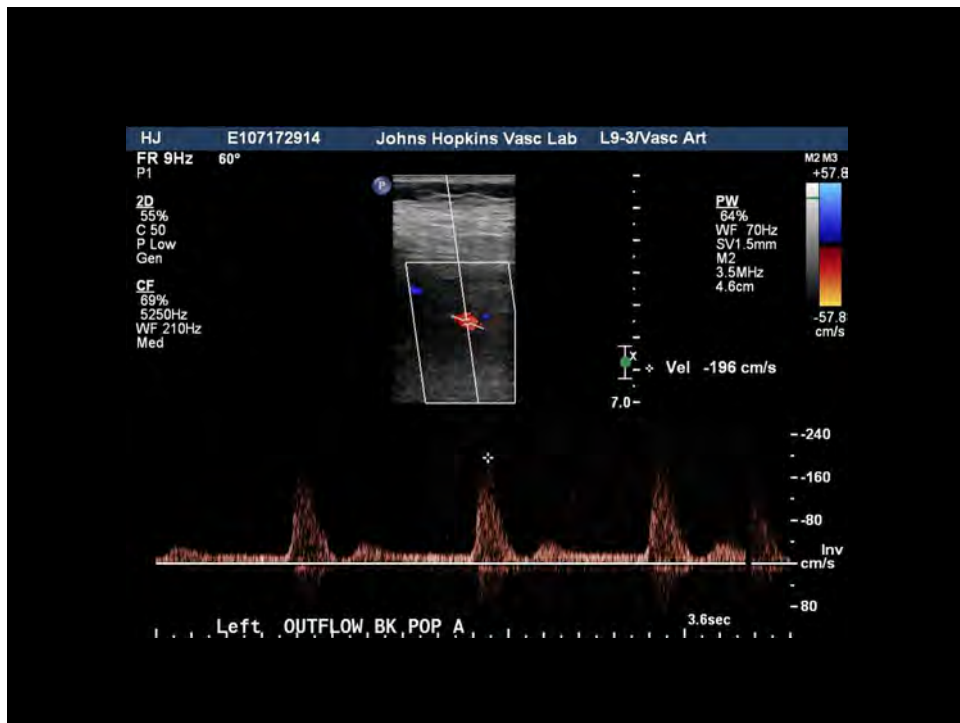 HJ E107172914 Johns Hopkins Vasc Lab L9-3/Vasc Art
FR 9Hz 60°
P1
2D
55%
C 50
P Low
Gen
CF
69%
5250Hz
WF 210Hz
Med
P
PW
64%
WF 70Hz
SV1.5mm
M2
3.5MHz
4.6cm
M2 M3
+57.8
-57.8
cm/s
x
Vel -196 cm/s
7.0
-240
-160
-80
Inv
cm/s
80
3.6sec
Left OUTFLOW BK POP A